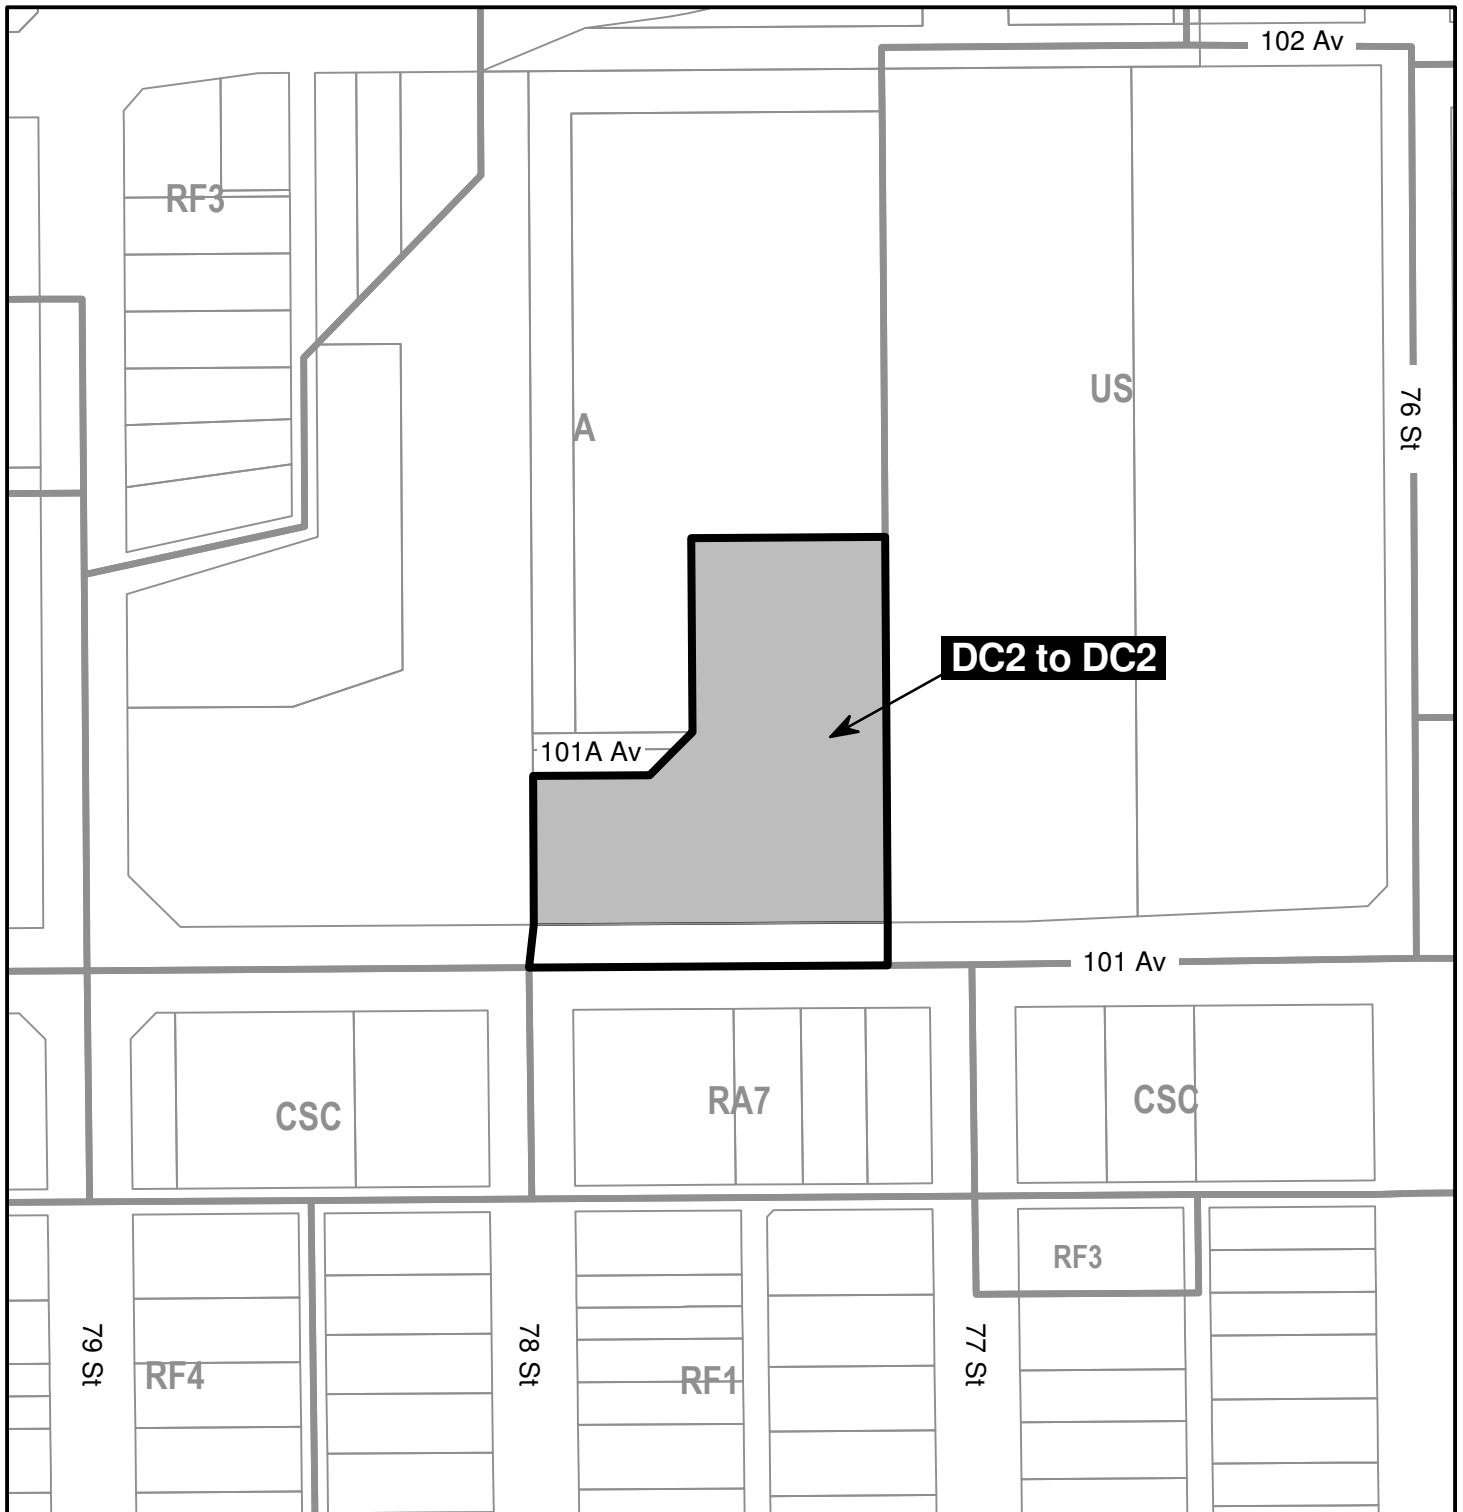 102 Av
RF3
US
A
76 St
DC2 to DC2
101A Av
101 Av
CSC
RA7
CSC
RF3
79 St
78 St
77 St
RF4
RF1